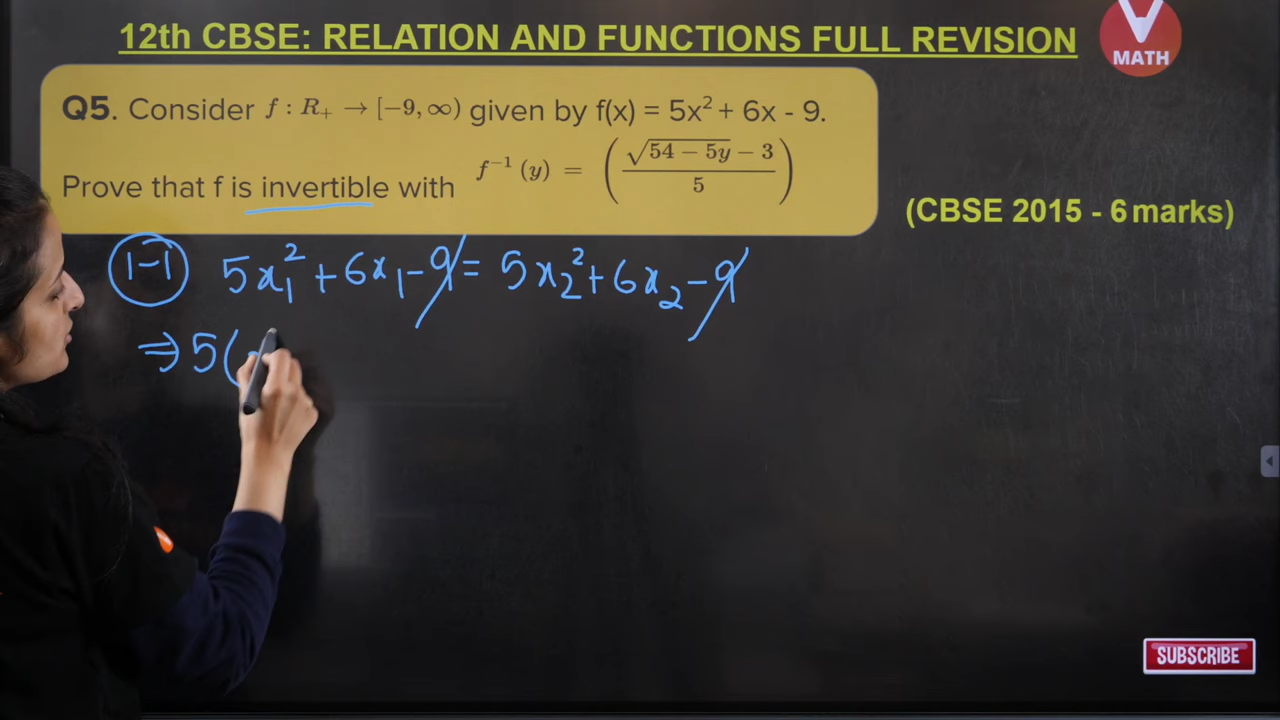 12th CBSE: RELATION AND FUNCTIONS FULL REVISION
MATH
Q5. Consider f : R₊ → [−9, ∞) given by f(x) = 5x² + 6x - 9.
Prove that f is invertible with f⁻¹ (y) = ( (√(54 − 5y) − 3) / 5 )
(CBSE 2015 - 6 marks)
1-1 5x₁² + 6x₁ - 9 = 5x₂² + 6x₂ - 9
⇒ 5(
SUBSCRIBE